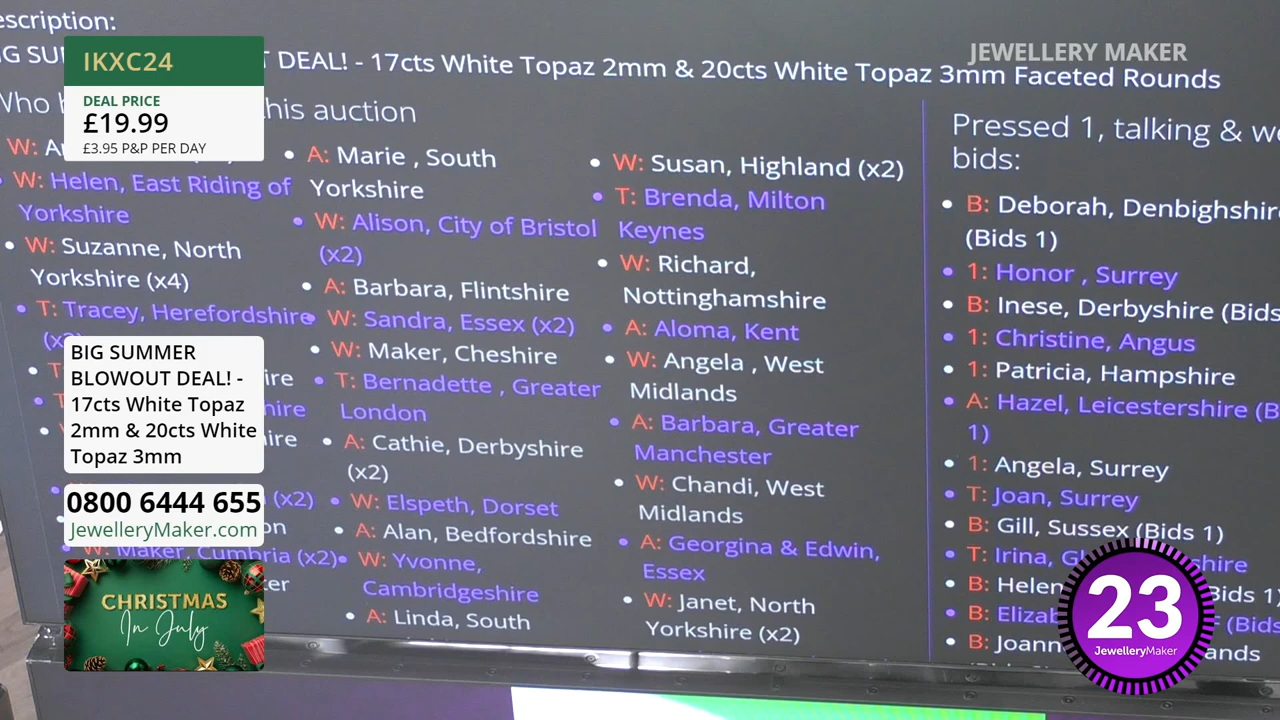 escription:
DEAL! - 17cts White Topaz 2mm & 20cts White Topaz 3mm Faceted Rounds
JEWELLERY MAKER
IKXC24
DEAL PRICE
£19.99
£3.95 P&P PER DAY
this auction
W: Helen, East Riding of
Yorkshire
W: Suzanne, North
Yorkshire (x4)
T: Tracey, Herefordshire
BIG SUMMER
BLOWOUT DEAL! -
17cts White Topaz
2mm & 20cts White
Topaz 3mm
(x2)
0800 6444 655
JewelleryMaker.com
W: Maker, Cumbria (x2)
CHRISTMAS
In July
A: Marie , South
Yorkshire
W: Alison, City of Bristol
(x2)
A: Barbara, Flintshire
W: Sandra, Essex (x2)
W: Maker, Cheshire
T: Bernadette , Greater
London
A: Cathie, Derbyshire
(x2)
W: Elspeth, Dorset
A: Alan, Bedfordshire
W: Yvonne,
Cambridgeshire
A: Linda, South
W: Susan, Highland (x2)
T: Brenda, Milton
Keynes
W: Richard,
Nottinghamshire
A: Aloma, Kent
W: Angela , West
Midlands
A: Barbara, Greater
Manchester
W: Chandi, West
Midlands
A: Georgina & Edwin,
Essex
W: Janet, North
Yorkshire (x2)
Pressed 1, talking & we
bids:
B: Deborah, Denbighshire
(Bids 1)
1: Honor , Surrey
B: Inese, Derbyshire (Bids
1: Christine, Angus
1: Patricia, Hampshire
A: Hazel, Leicestershire (B
1)
1: Angela, Surrey
T: Joan, Surrey
B: Gill, Sussex (Bids 1)
T: Irina,
B: Helen
B:
B:
23
JewelleryMaker